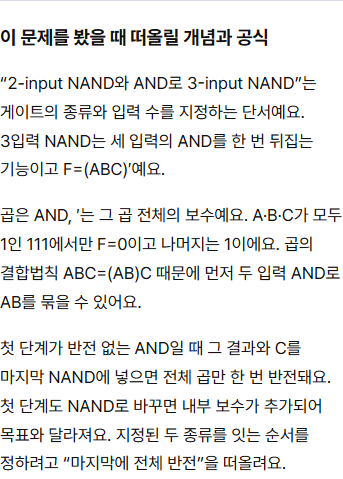 이 문제를 봤을 때 떠올릴 개념과 공식
“2-input NAND와 AND로 3-input NAND”는
게이트의 종류와 입력 수를 지정하는 단서예요.
3입력 NAND는 세 입력의 AND를 한 번 뒤집는
기능이고 F=(ABC)′예요.
곱은 AND, ′는 그 곱 전체의 보수예요. A·B·C가 모두
1인 111에서만 F=0이고 나머지는 1이에요. 곱의
결합법칙 ABC=(AB)C 때문에 먼저 두 입력 AND로
AB를 묶을 수 있어요.
첫 단계가 반전 없는 AND일 때 그 결과와 C를
마지막 NAND에 넣으면 전체 곱만 한 번 반전돼요.
첫 단계도 NAND로 바꾸면 내부 보수가 추가되어
목표와 달라져요. 지정된 두 종류를 잇는 순서를
정하려고 “마지막에 전체 반전”을 떠올려요.